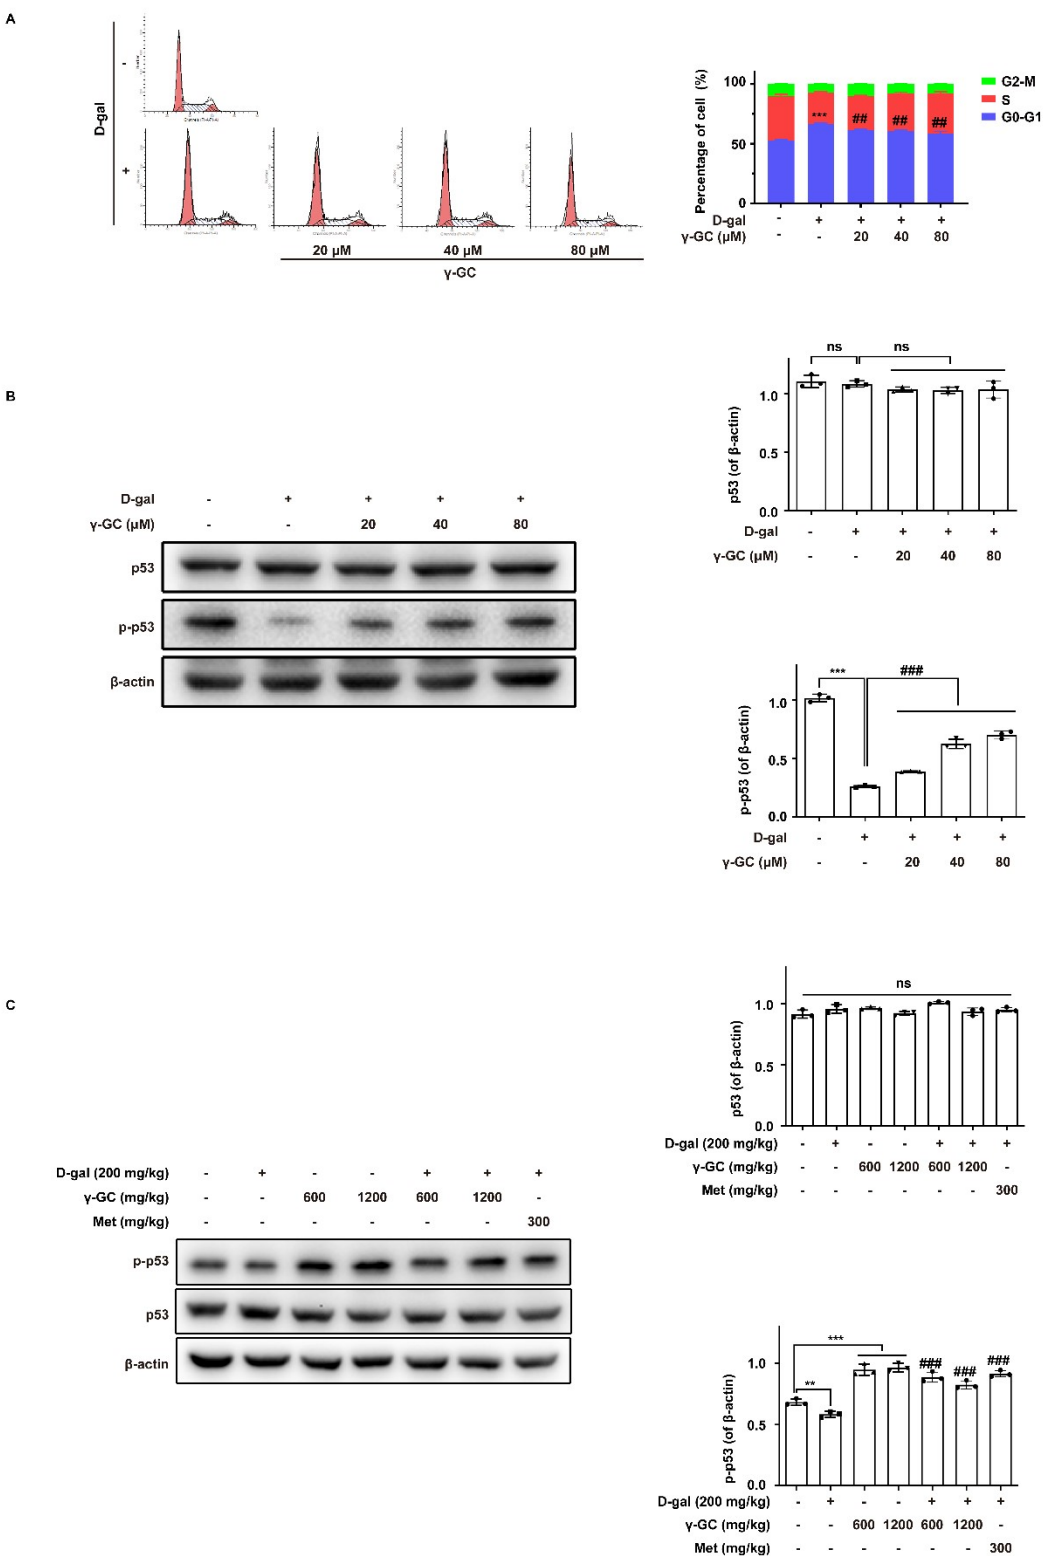 A
D-gal
-
+
20 µM 40 µM 80 µM
γ-GC
Percentage of cell (%)
100
50
0
*** ## ## ##
G2-M
S
G0-G1
D-gal - + + + +
γ-GC (µM) - - 20 40 80
B
D-gal - + + + +
γ-GC (µM) - - 20 40 80
p53
p-p53
β-actin
ns ns
p53 (of β-actin)
1.0
0.5
0.0
D-gal - + + + +
γ-GC (µM) - - 20 40 80
*** ###
p-p53 (of β-actin)
1.0
0.5
0.0
D-gal - + + + +
γ-GC (µM) - - 20 40 80
C
D-gal (200 mg/kg) - + - - + + +
γ-GC (mg/kg) - - 600 1200 600 1200 -
Met (mg/kg) - - - - - - 300
p-p53
p53
β-actin
ns
p53 (of β-actin)
1.0
0.5
0.0
D-gal (200 mg/kg) - + - - + + +
γ-GC (mg/kg) - - 600 1200 600 1200 -
Met (mg/kg) - - - - - - 300
*** ** ### ### ###
p-p53 (of β-actin)
1.0
0.5
0.0
D-gal (200 mg/kg) - + - - + + +
γ-GC (mg/kg) - - 600 1200 600 1200 -
Met (mg/kg) - - - - - - 300